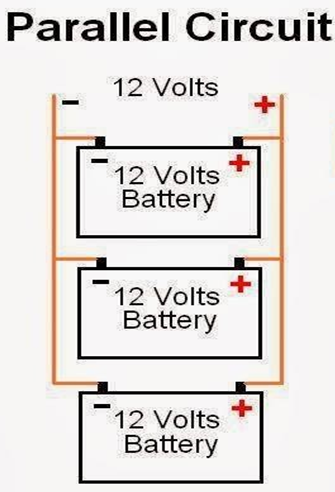 Parallel Circuit
12 Volts
- +
- +
12 Volts
Battery
- +
12 Volts
Battery
- +
12 Volts
Battery